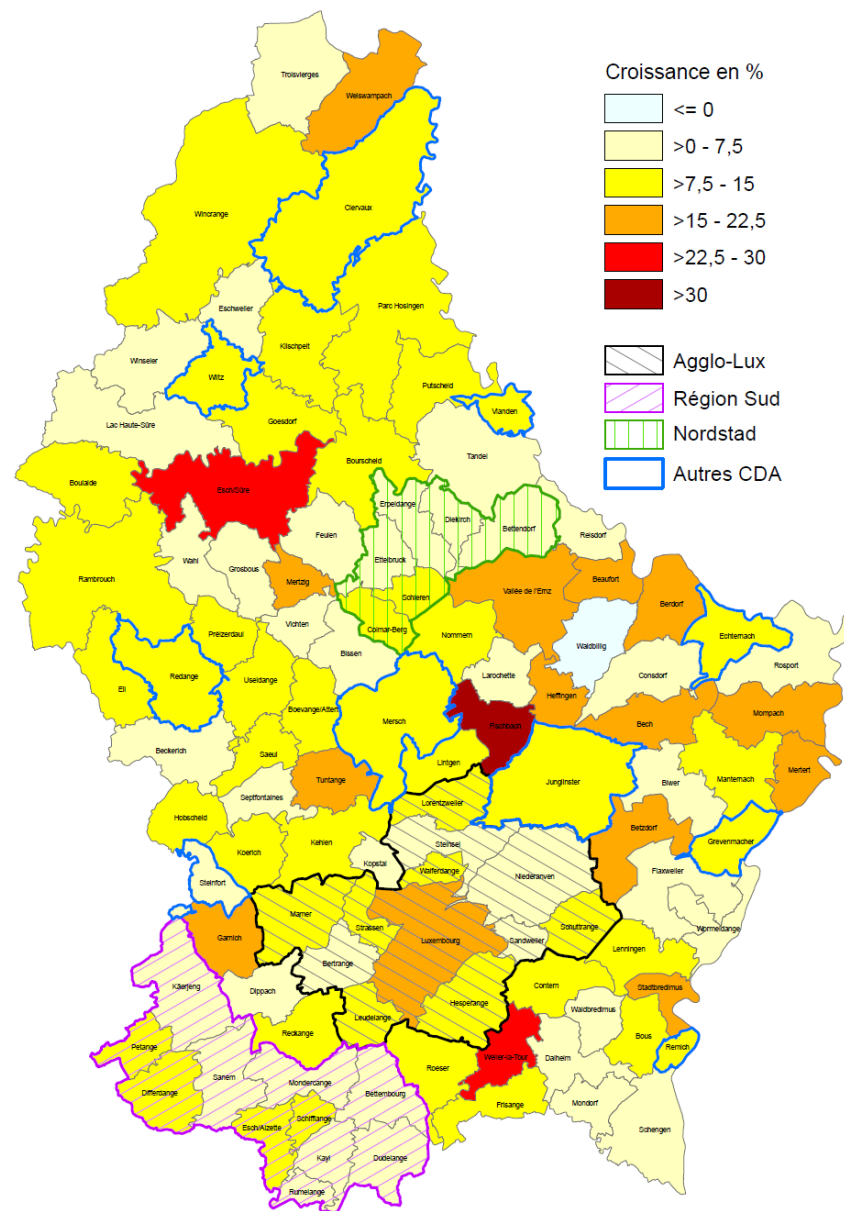 Croissance en %
<= 0
>0 - 7,5
>7,5 - 15
>15 - 22,5
>22,5 - 30
>30
Agglo-Lux
Région Sud
Nordstad
Autres CDA
Troisvierges
Weiswampach
Clervaux
Wincrange
Eschweiler
Parc Hosingen
Kiischpelt
Winseler
Wiltz
Putscheid
Vianden
Lac Haute-Sûre
Goesdorf
Tandel
Bourscheid
Boulaide
Esch/Sûre
Erpeldange
Diekirch
Bettendorf
Reisdorf
Feulen
Wahl
Ettelbruck
Grosbous
Rambrouch
Mertzig
Schieren
Vallée de l'Ernz
Beaufort
Berdorf
Préizerdaul
Vichten
Colmar-Berg
Nommern
Waldbillig
Echternach
Bissen
Rosport
Redange
Useldange
Larochette
Consdorf
Ell
Heffingen
Boevange/Attert
Mersch
Fischbach
Bech
Mompach
Beckerich
Saeul
Lintgen
Tuntange
Junglinster
Biwer
Manternach
Mertert
Septfontaines
Lorentzweiler
Hobscheid
Betzdorf
Kehlen
Steinsel
Grevenmacher
Koerich
Kopstal
Walferdange
Niederanven
Flaxweiler
Steinfort
Mamer
Strassen
Schuttrange
Wormeldange
Garnich
Luxembourg
Sandweiler
Lenningen
Bertrange
Käerjeng
Dippach
Contern
Stadtbredimus
Hesperange
Waldbredimus
Leudelange
Reckange
Bous
Remich
Petange
Weiler-la-Tour
Dalheim
Roeser
Sanem
Mondercange
Differdange
Bettembourg
Frisange
Mondorf
Schifflange
Esch/Alzette
Schengen
Kayl
Dudelange
Rumelange